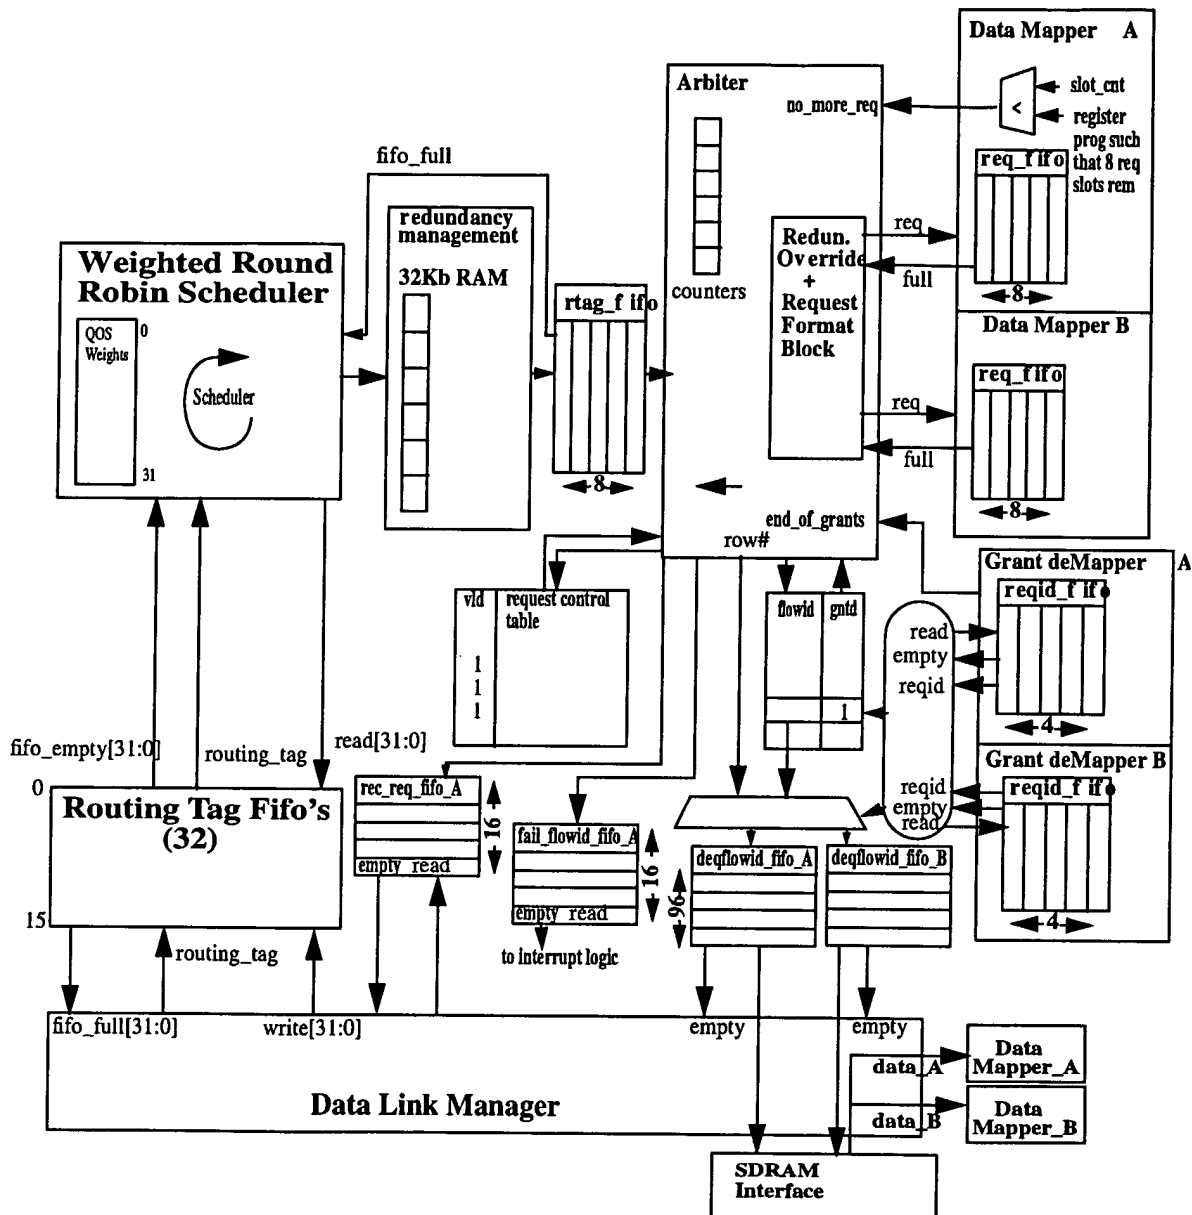 Data Mapper A
slot_cnt
<
register
prog such
that 8 req
slots rem
req_fifo
8
Data Mapper B
req_fifo
8
Arbiter
no_more_req
counters
Redun.
Override
+
Request
Format
Block
req
full
req
full
end_of_grants
row#
fifo_full
redundancy
management
32Kb RAM
rtag_fifo
8
Weighted Round
Robin Scheduler
QOS
Weights
0
31
Scheduler
vld
request control
table
1
1
1
flowid
gntd
1
read
empty
reqid
reqid
empty
read
Grant deMapper A
reqid_fifo
4
Grant deMapper B
reqid_fifo
4
fifo_empty[31:0]
routing_tag
read[31:0]
0
Routing Tag Fifo's
(32)
15
rec_req_fifo_A
empty read
16
fail_flowid_fifo_A
empty read
16
to interrupt logic
deqflowid_fifo_A
96
deqflowid_fifo_B
routing_tag
fifo_full[31:0]
write[31:0]
empty
empty
Data Link Manager
data_A
data_B
Data
Mapper_A
Data
Mapper_B
SDRAM
Interface